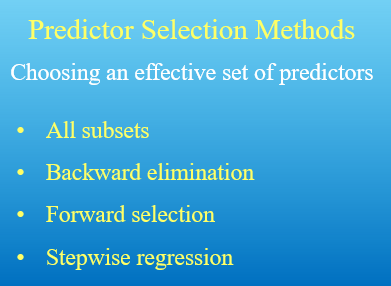 Predictor Selection Methods
Choosing an effective set of predictors
• All subsets
• Backward elimination
• Forward selection
• Stepwise regression